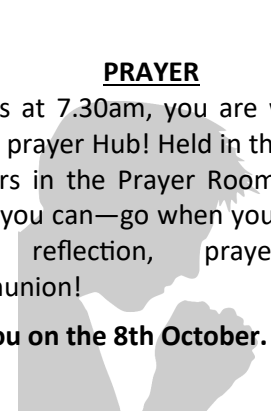 PRAYER
s at 7.30am, you are
prayer Hub! Held in th
rs in the Prayer Room
you can—go when you
reflection, praye
union!
ou on the 8th October.